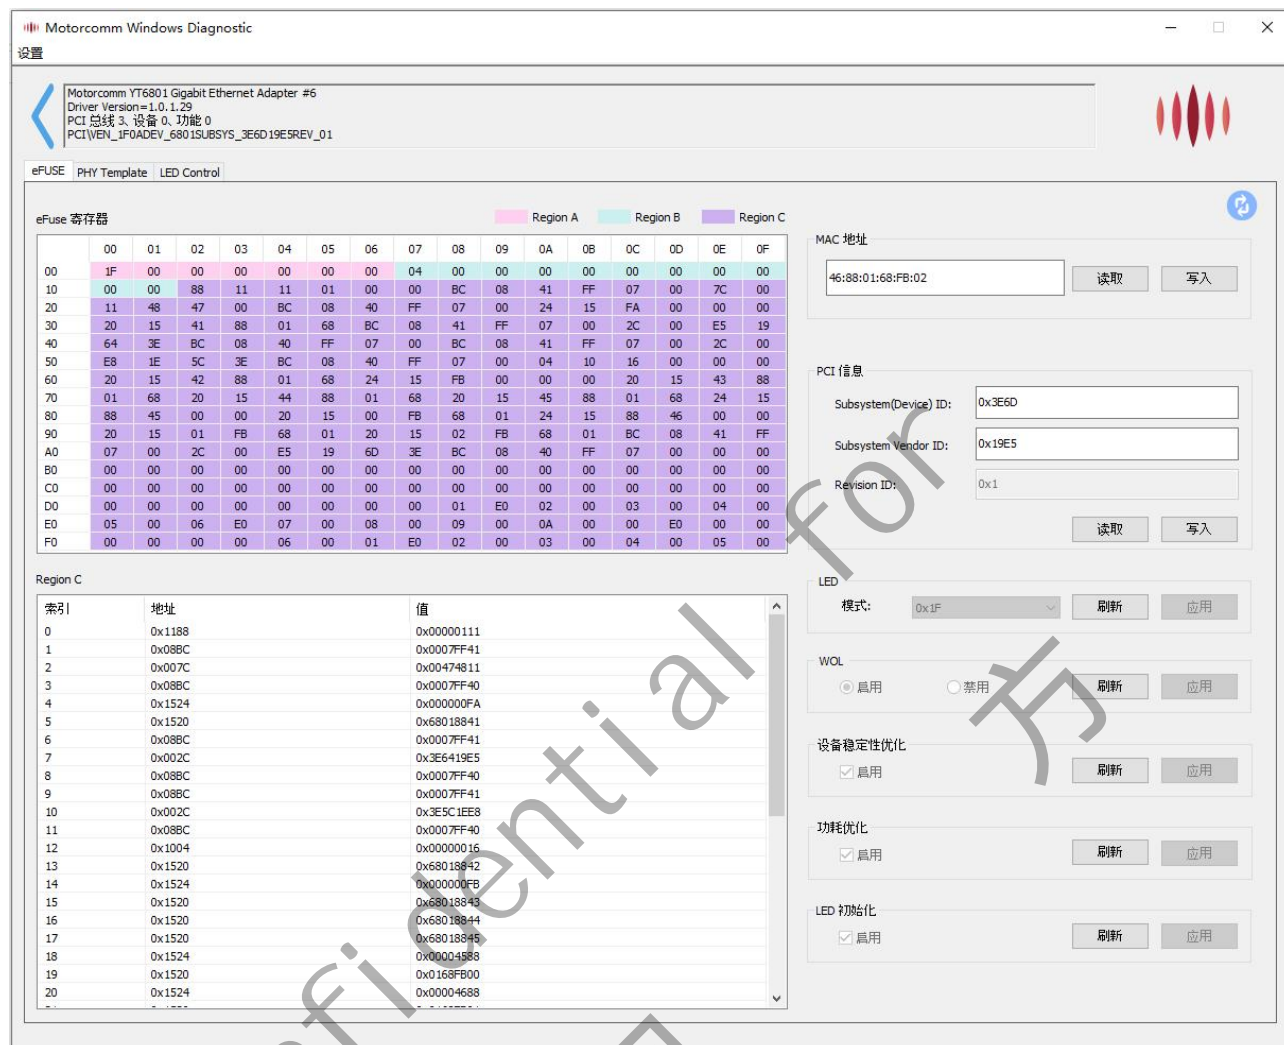 Motorcomm Windows Diagnostic
设置
Motorcomm YT6801 Gigabit Ethernet Adapter #6
Driver Version=1.0.1.29
PCI 总线 3、设备 0、功能 0
PCI\VEN_1F0ADEV_6801SUBSYS_3E6D19E5REV_01
eFUSE PHY Template LED Control
eFuse 寄存器 Region A Region B Region C
00 01 02 03 04 05 06 07 08 09 0A 0B 0C 0D 0E 0F
00 1F 00 00 00 00 00 00 04 00 00 00 00 00 00 00 00
10 00 00 88 11 11 01 00 00 BC 08 41 FF 07 00 7C 00
20 11 48 47 00 BC 08 40 FF 07 00 24 15 FA 00 00 00
30 20 15 41 88 01 68 BC 08 41 FF 07 00 2C 00 E5 19
40 64 3E BC 08 40 FF 07 00 BC 08 41 FF 07 00 2C 00
50 E8 1E 5C 3E BC 08 40 FF 07 00 04 10 16 00 00 00
60 20 15 42 88 01 68 24 15 FB 00 00 00 20 15 43 88
70 01 68 20 15 44 88 01 68 20 15 45 88 01 68 24 15
80 88 45 00 00 20 15 00 FB 68 01 24 15 88 46 00 00
90 20 15 01 FB 68 01 20 15 02 FB 68 01 BC 08 41 FF
A0 07 00 2C 00 E5 19 6D 3E BC 08 40 FF 07 00 00 00
B0 00 00 00 00 00 00 00 00 00 00 00 00 00 00 00 00
C0 00 00 00 00 00 00 00 00 00 00 00 00 00 00 00 00
D0 00 00 00 00 00 00 00 00 01 E0 02 00 03 00 04 00
E0 05 00 06 E0 07 00 08 00 09 00 0A 00 00 E0 00 00
F0 00 00 00 00 06 00 01 E0 02 00 03 00 04 00 05 00
Region C
索引 地址 值
0 0x1188 0x00000111
1 0x08BC 0x0007FF41
2 0x007C 0x00474811
3 0x08BC 0x0007FF40
4 0x1524 0x000000FA
5 0x1520 0x68018841
6 0x08BC 0x0007FF41
7 0x002C 0x3E6419E5
8 0x08BC 0x0007FF40
9 0x08BC 0x0007FF41
10 0x002C 0x3E5C1EE8
11 0x08BC 0x0007FF40
12 0x1004 0x00000016
13 0x1520 0x68018842
14 0x1524 0x000000FB
15 0x1520 0x68018843
16 0x1520 0x68018844
17 0x1520 0x68018845
18 0x1524 0x00004588
19 0x1520 0x0168FB00
20 0x1524 0x00004688
MAC 地址
46:88:01:68:FB:02 读取 写入
PCI 信息
Subsystem(Device) ID: 0x3E6D
Subsystem Vendor ID: 0x19E5
Revision ID: 0x1
读取 写入
LED
模式: 0x1F 刷新 应用
WOL
启用 禁用 刷新 应用
设备稳定性优化
启用 刷新 应用
功耗优化
启用 刷新 应用
LED 初始化
启用 刷新 应用
fidential for
方